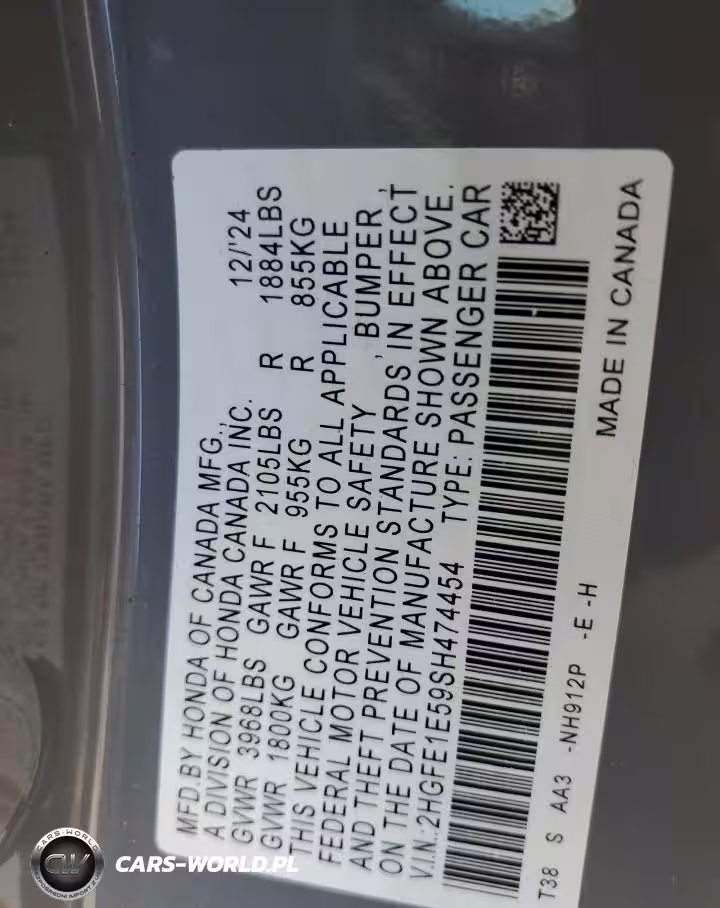 MFD.BY HONDA OF CANADA MFG.,
A DIVISION OF HONDA CANADA INC. 12/'24
GVWR 3968LBS GAWR F 2105LBS R 1884LBS
GVWR 1800KG GAWR F 955KG R 855KG
THIS VEHICLE CONFORMS TO ALL APPLICABLE
FEDERAL MOTOR VEHICLE SAFETY , BUMPER ,
AND THEFT PREVENTION STANDARDS IN EFFECT
ON THE DATE OF MANUFACTURE SHOWN ABOVE.
V.I.N.:2HGFE1E59SH474454 TYPE: PASSENGER CAR
T38 S AA3 -NH912P -E -H
MADE IN CANADA
CARS-WORLD
CW
CARS-WORLD.PL